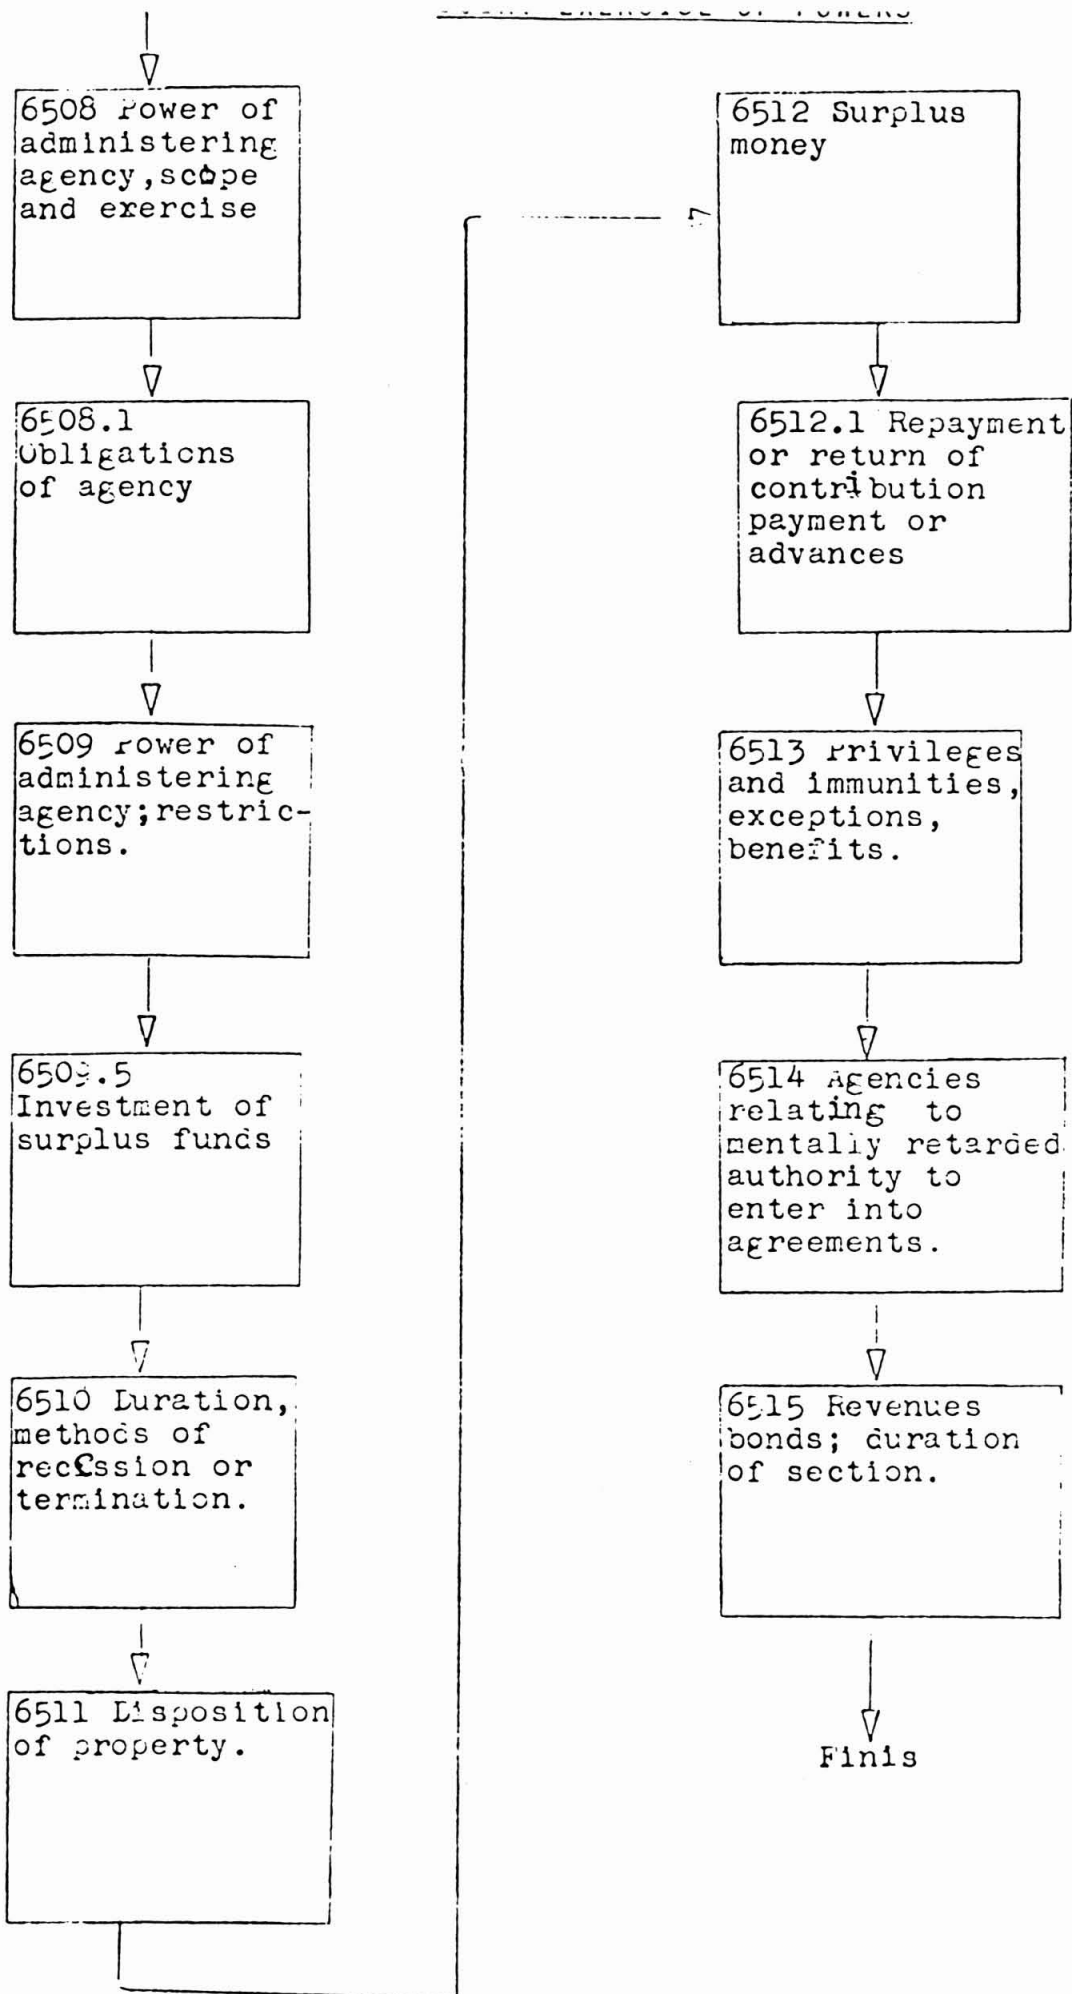 EXERCISE OF POWERS
6508 Power of
administering
agency,scope
and exercise
6508.1
Obligations
of agency
6509 Power of
administering
agency;restric-
tions.
6509.5
Investment of
surplus funds
6510 Duration,
methods of
recession or
termination.
6511 Disposition
of property.
6512 Surplus
money
6512.1 Repayment
or return of
contribution
payment or
advances
6513 Privileges
and immunities,
exceptions,
benefits.
6514 Agencies
relating to
mentally retarded
authority to
enter into
agreements.
6515 Revenues
bonds; duration
of section.
Finis